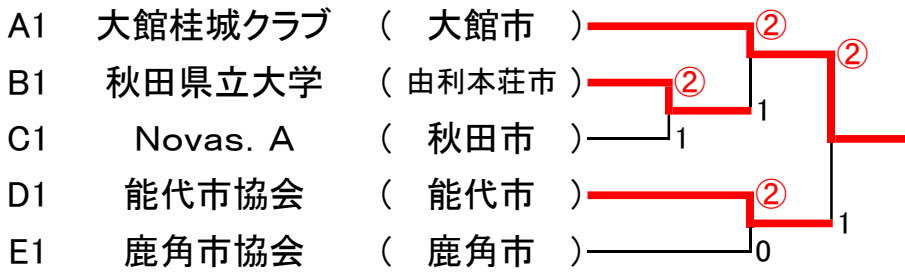 A1 大館桂城クラブ ( 大館市 ) ②
②
B1 秋田県立大学 ( 由利本荘市 ) ②
1
C1 Novas. A ( 秋田市 ) 1
D1 能代市協会 ( 能代市 ) ②
1
E1 鹿角市協会 ( 鹿角市 ) 0